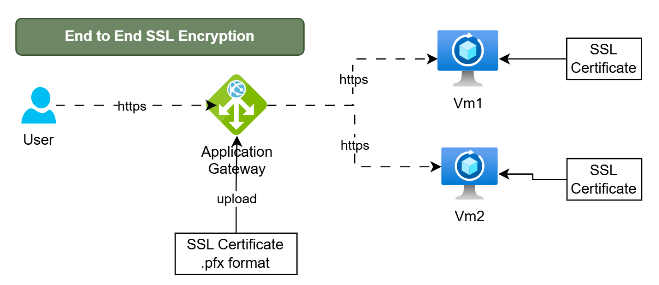 End to End SSL Encryption
https
SSL
Certificate
Vm1
https
User
Application
Gateway
https
SSL
Certificate
Vm2
upload
SSL Certificate
.pfx format